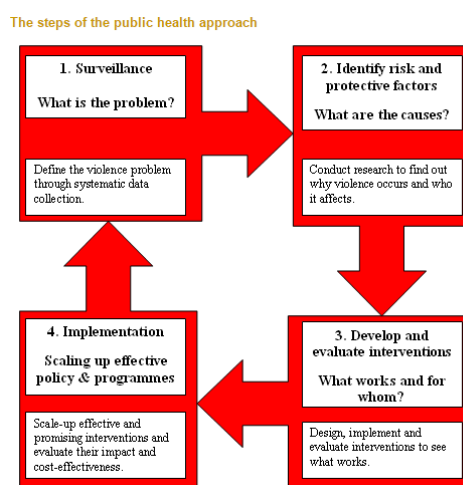 The steps of the public health approach
1. Surveillance
What is the problem?
Define the violence problem
through systematic data
collection.
2. Identify risk and
protective factors
What are the causes?
Conduct research to find out
why violence occurs and who
it affects.
3. Develop and
evaluate interventions
What works and for
whom?
Design, implement and
evaluate interventions to see
what works.
4. Implementation
Scaling up effective
policy & programmes
Scale-up effective and
promising interventions and
evaluate their impact and
cost-effectiveness.